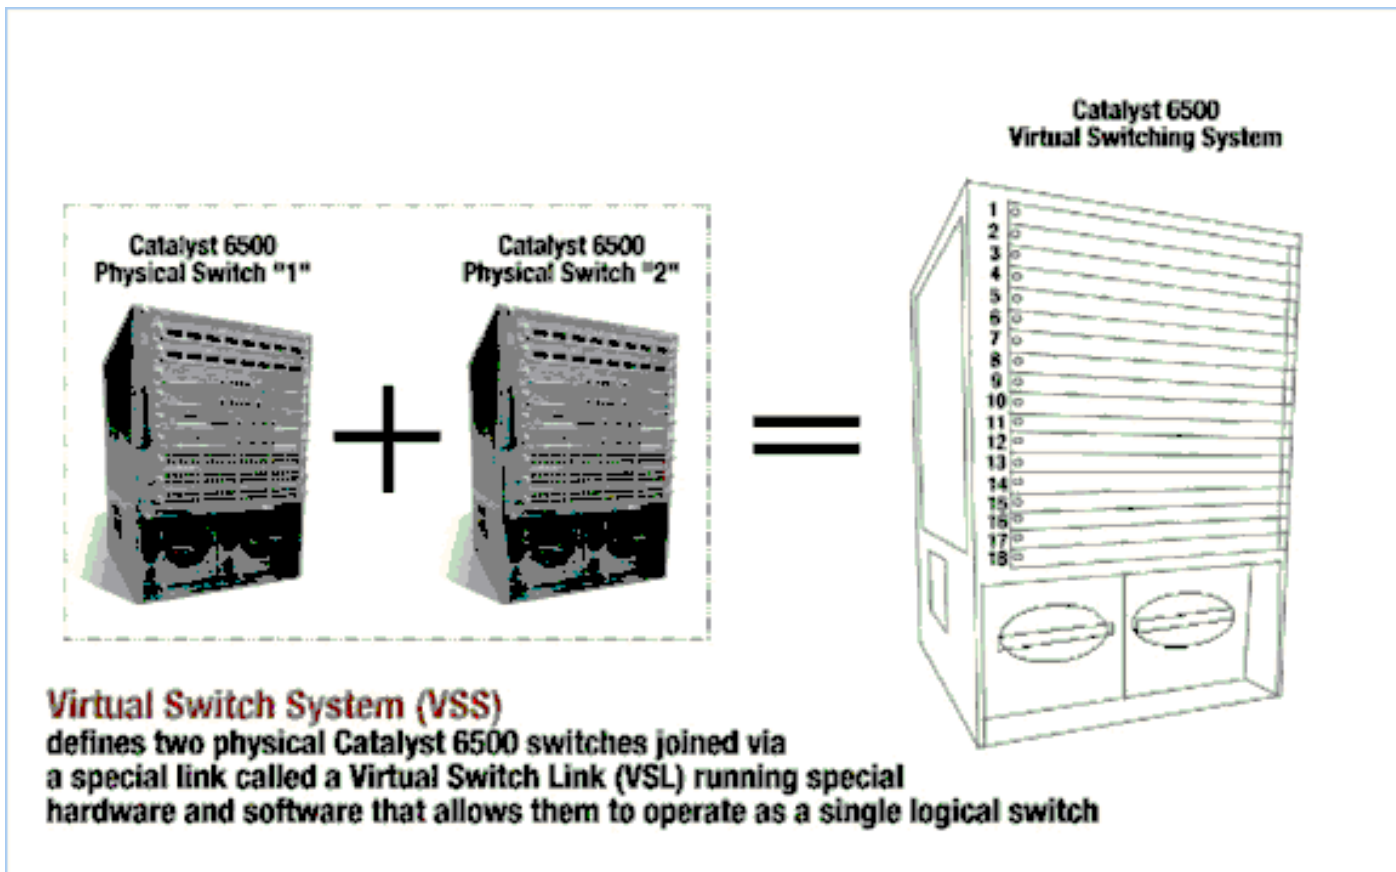 Catalyst 6500
Virtual Switching System
Catalyst 6500
Physical Switch "1"
Catalyst 6500
Physical Switch "2"
1
2
3
4
5
6
7
8
9
10
11
12
13
14
15
16
17
18
Virtual Switch System (VSS)
defines two physical Catalyst 6500 switches joined via
a special link called a Virtual Switch Link (VSL) running special
hardware and software that allows them to operate as a single logical switch